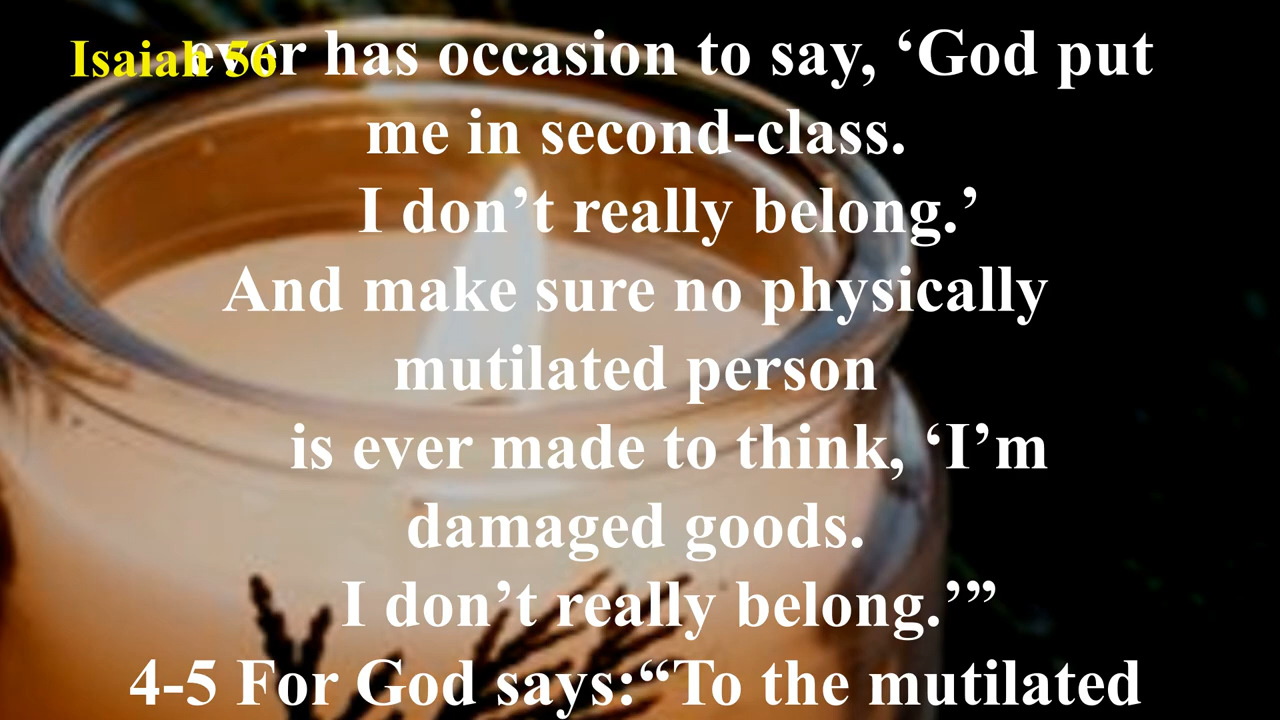 Isaiah 56
ever has occasion to say, ‘God put
me in second-class.
I don’t really belong.’
And make sure no physically
mutilated person
is ever made to think, ‘I’m
damaged goods.
I don’t really belong.’”
4-5 For God says:“To the mutilated